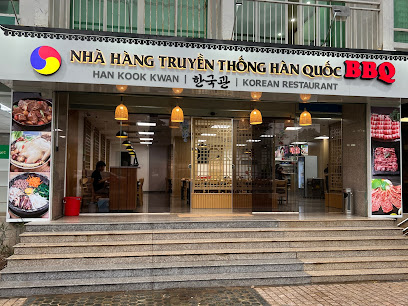 NHÀ HÀNG TRUYỀN THỐNG HÀN QUỐC BBQ
HAN KOOK KWAN | 한국관 | KOREAN RESTAURANT